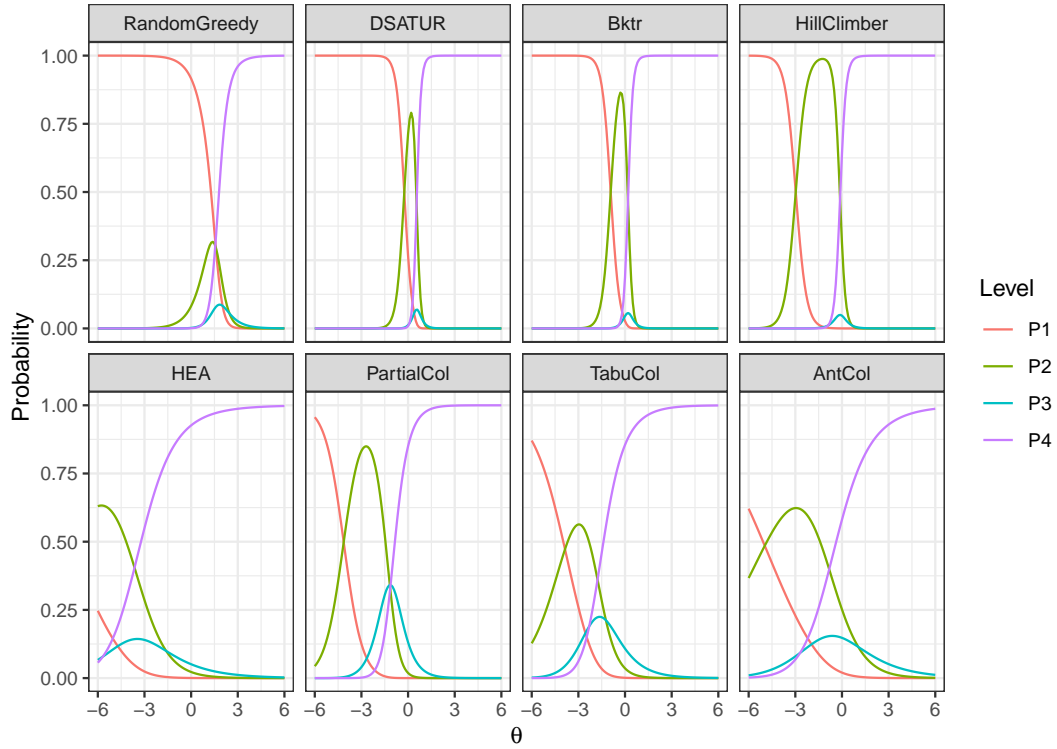 RandomGreedy DSATUR Bktr HillClimber
1.00
0.75
0.50
0.25
0.00
HEA PartialCol TabuCol AntCol
1.00
0.75
0.50
0.25
0.00
−6 −3 0 3 6 −6 −3 0 3 6 −6 −3 0 3 6 −6 −3 0 3 6
θ
Probability
Level
P1
P2
P3
P4